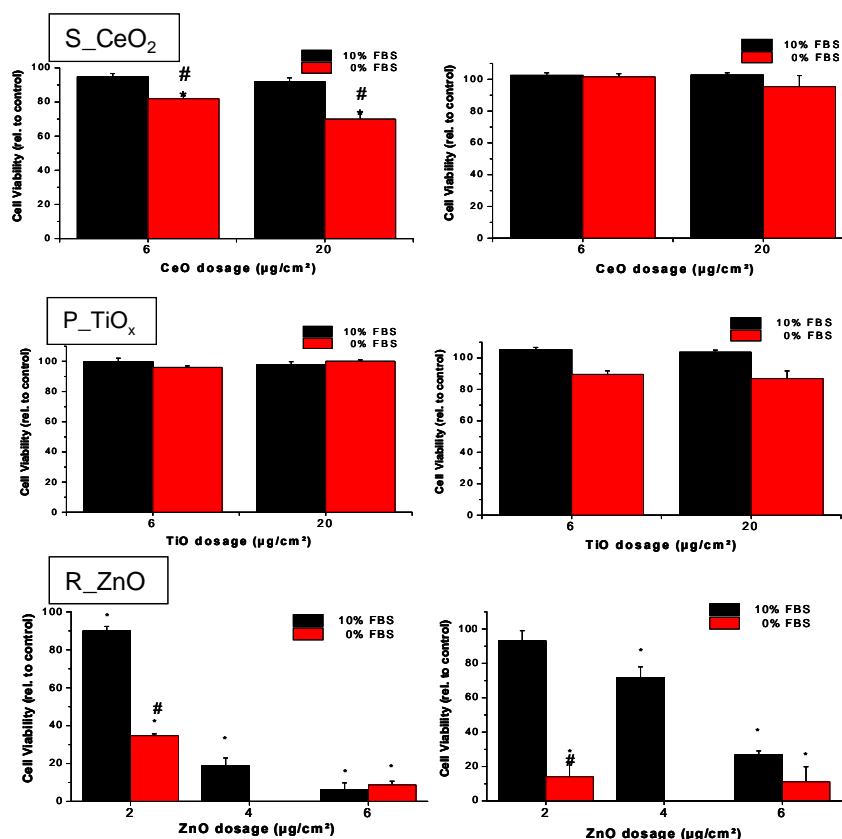 S_CeO₂
10% FBS
0% FBS
Cell Viability (rel. to control)
100
80
60
40
20
0
#
*
#
*
6
20
CeO dosage (µg/cm²)
10% FBS
0% FBS
Cell Viability (rel. to control)
100
80
60
40
20
0
6
20
CeO dosage (µg/cm²)
P_TiOₓ
10% FBS
0% FBS
Cell Viability (rel. to control)
100
80
60
40
20
0
6
20
TiO dosage (µg/cm²)
10% FBS
0% FBS
Cell Viability (rel. to control)
100
80
60
40
20
0
6
20
TiO dosage (µg/cm²)
R_ZnO
10% FBS
0% FBS
Cell Viability (rel. to control)
100
80
60
40
20
0
*
#
*
*
*
*
2
4
6
ZnO dosage (µg/cm²)
10% FBS
0% FBS
Cell Viability (rel. to control)
100
80
60
40
20
0
*
#
*
*
*
2
4
6
ZnO dosage (µg/cm²)